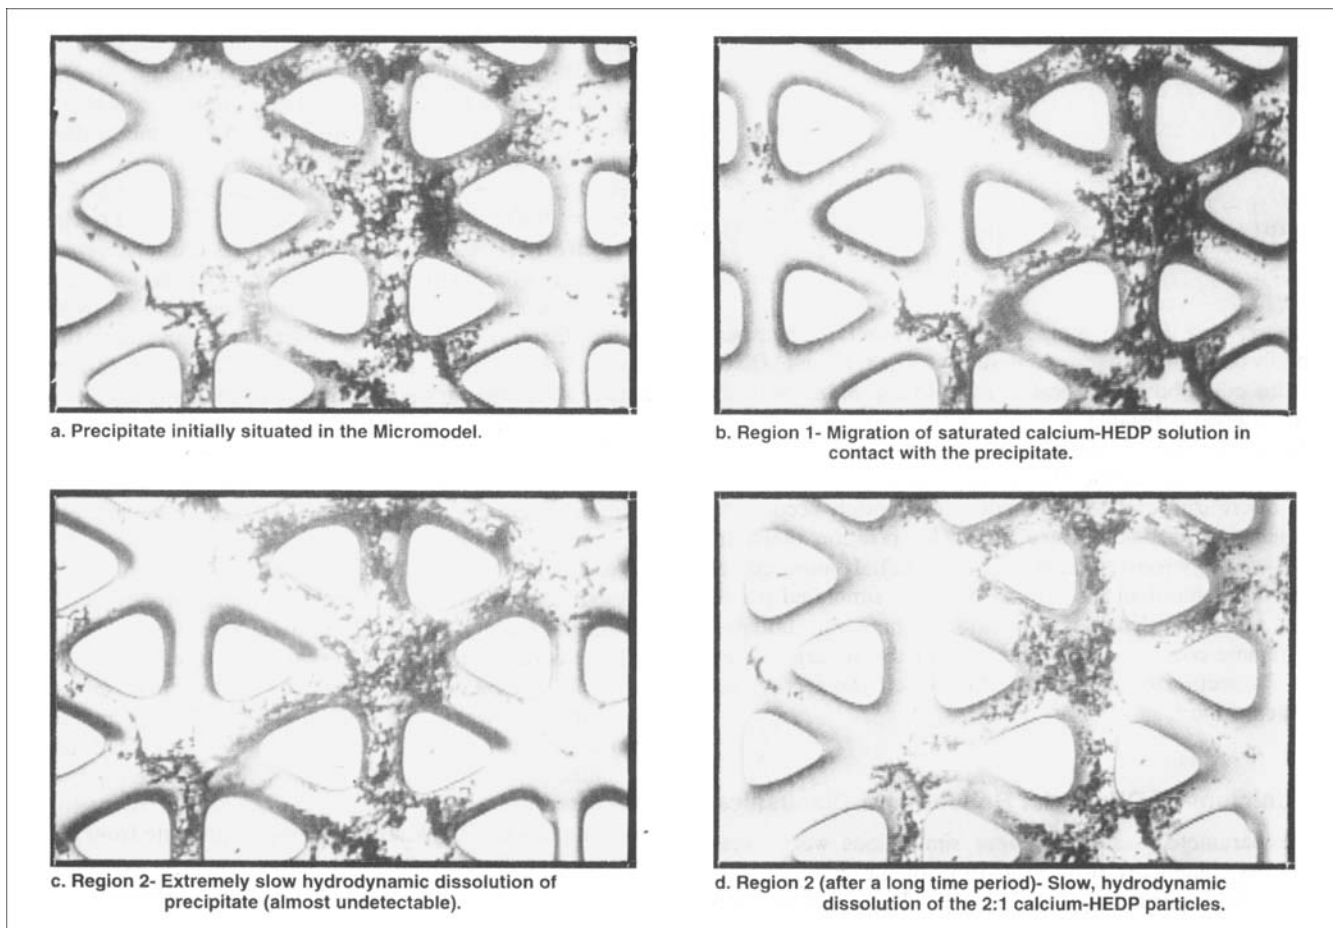 a. Precipitate initially situated in the Micromodel.
b. Region 1- Migration of saturated calcium-HEDP solution in
contact with the precipitate.
c. Region 2- Extremely slow hydrodynamic dissolution of
precipitate (almost undetectable).
d. Region 2 (after a long time period)- Slow, hydrodynamic
dissolution of the 2:1 calcium-HEDP particles.